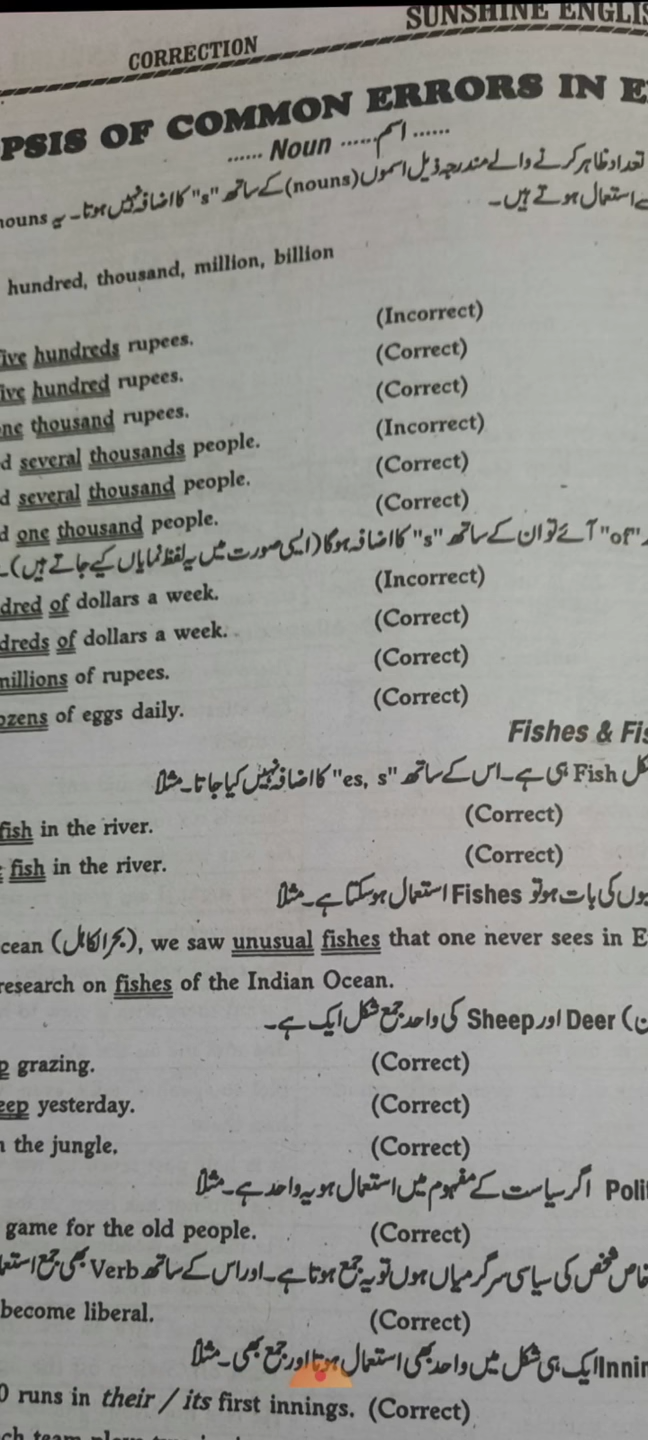 SUNSHINE ENGLIS
CORRECTION
PSIS OF COMMON ERRORS IN E
...... Noun ..... اسم ......
تعداد ظاہر کرنے والے مندرجہ ذیل اسموں (nouns) کے ساتھ "s" کا اضافہ نہیں ہوتا۔ یہ nouns
سے استعمال ہوتے ہیں۔
hundred, thousand, million, billion
ive hundreds rupees. (Incorrect)
ive hundred rupees. (Correct)
ne thousand rupees. (Correct)
d several thousands people. (Incorrect)
d several thousand people. (Correct)
d one thousand people. (Correct)
"of" آئے تو ان کے ساتھ "s" کا اضافہ ہوگا (ایسی صورت میں یہ لفظ نمایاں کیے جاتے ہیں)۔
dred of dollars a week. (Incorrect)
dreds of dollars a week. (Correct)
millions of rupees. (Correct)
ozens of eggs daily. (Correct)
Fishes & Fis
شکل Fish ہی ہے۔ اس کے ساتھ "es, s" کا اضافہ نہیں کیا جاتا۔ مثلاً
fish in the river. (Correct)
fish in the river. (Correct)
کی بات ہو تو Fishes استعمال ہو سکتا ہے۔ مثلاً
cean (بحرالکاہل), we saw unusual fishes that one never sees in E
research on fishes of the Indian Ocean.
Deer اور Sheep کی واحد جمع شکل ایک ہے۔
p grazing. (Correct)
eep yesterday. (Correct)
n the jungle. (Correct)
Polit اگر سیاست کے مفہوم میں استعمال ہو یہ واحد ہے۔ مثلاً
game for the old people. (Correct)
خاص شخص کی سیاسی سرگرمیاں ہوں تو یہ جمع ہوتا ہے۔ اور اس کے ساتھ Verb بھی جمع استعما
become liberal. (Correct)
Innin ایک ہی شکل میں واحد بھی استعمال ہوتا اور جمع بھی۔ مثلاً
0 runs in their / its first innings. (Correct)
ch team